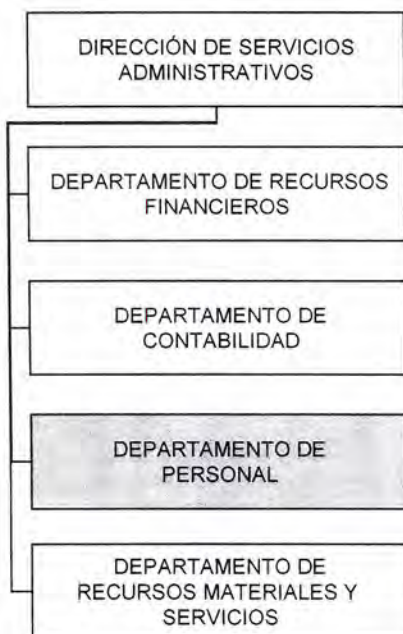 DIRECCIÓN DE SERVICIOS
ADMINISTRATIVOS
DEPARTAMENTO DE RECURSOS
FINANCIEROS
DEPARTAMENTO DE
CONTABILIDAD
DEPARTAMENTO DE
PERSONAL
DEPARTAMENTO DE
RECURSOS MATERIALES Y
SERVICIOS